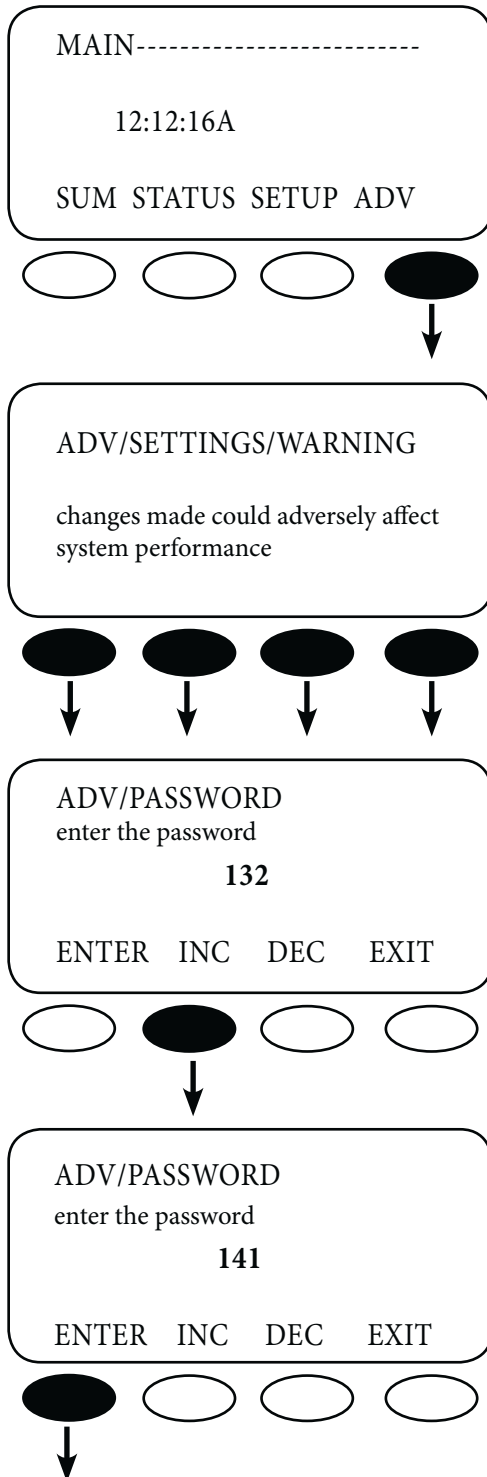 MAIN--------------------------
12:12:16A
SUM STATUS SETUP ADV
ADV/SETTINGS/WARNING
changes made could adversely affect
system performance
ADV/PASSWORD
enter the password
132
ENTER INC DEC EXIT
ADV/PASSWORD
enter the password
141
ENTER INC DEC EXIT